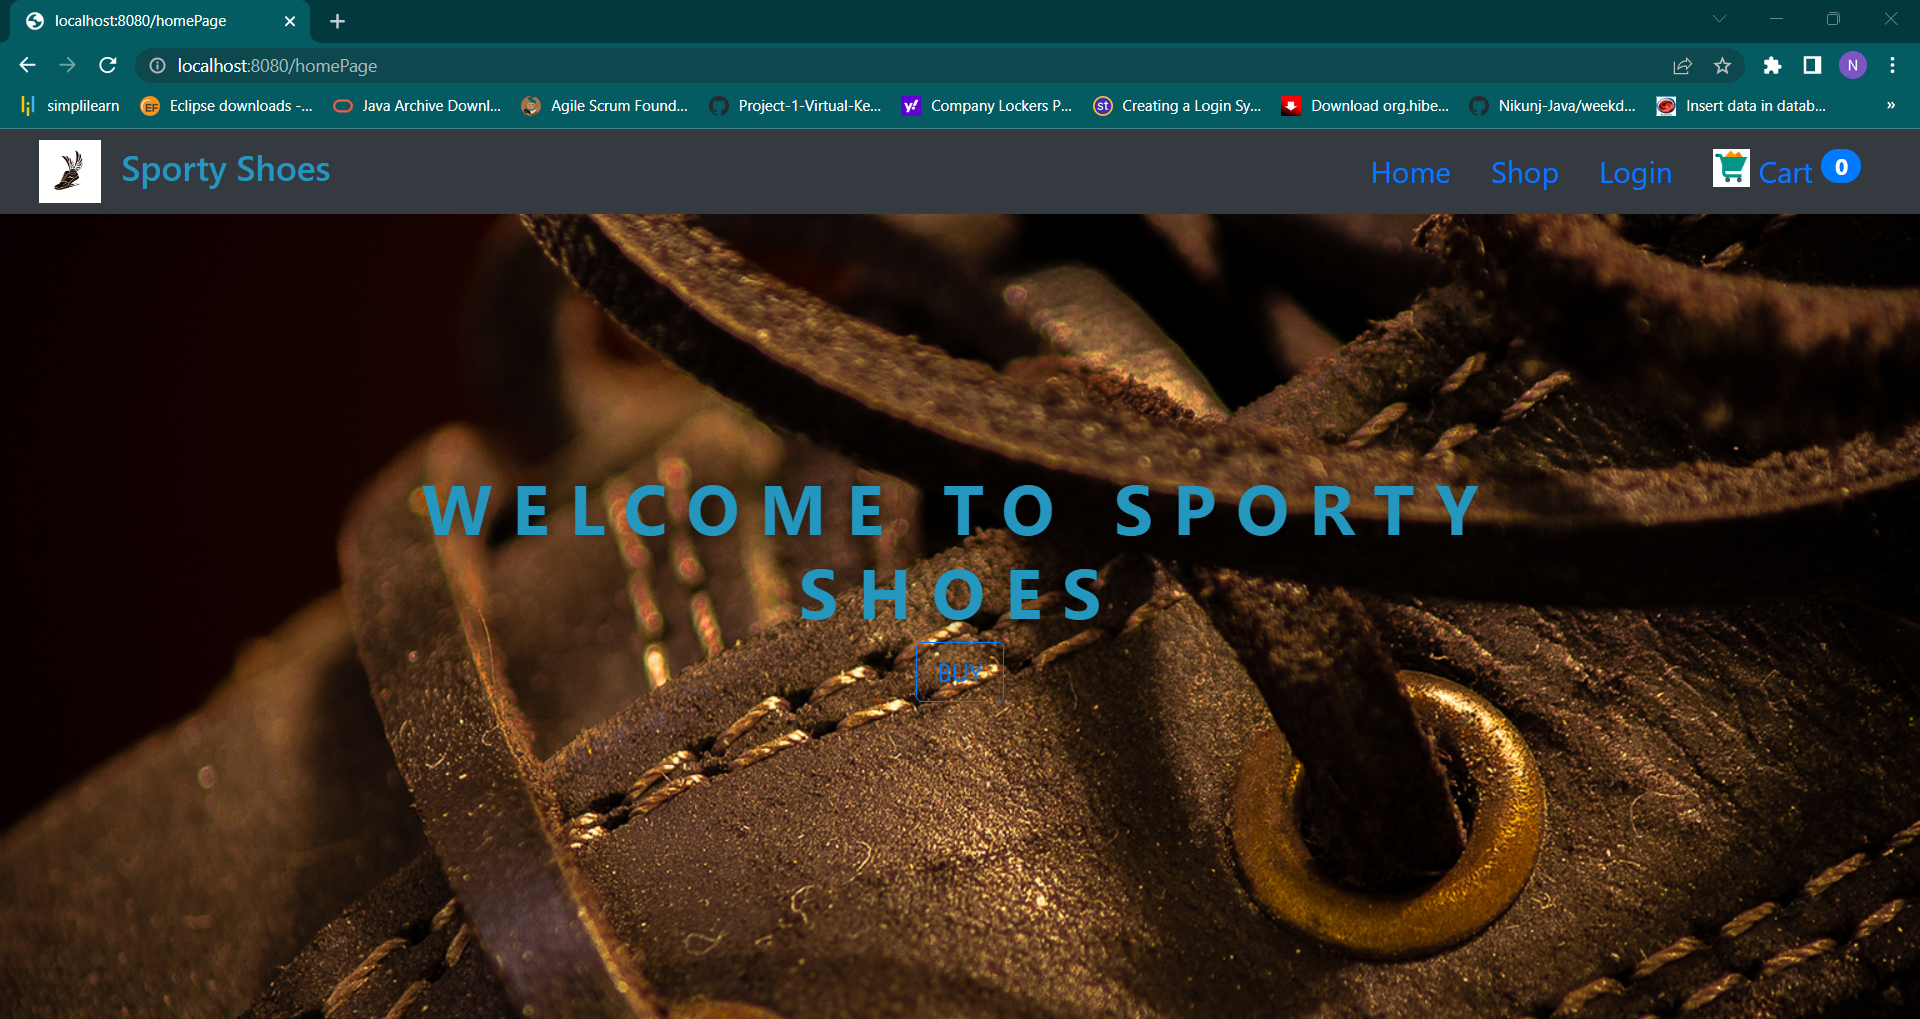 localhost:8080/homePage
localhost:8080/homePage
N
simplilearn
EF Eclipse downloads -...
Java Archive Downl...
Agile Scrum Found...
Project-1-Virtual-Ke...
y! Company Lockers P...
st Creating a Login Sy...
Download org.hibe...
Nikunj-Java/weekd...
Insert data in datab...
»
Sporty Shoes
Home
Shop
Login
Cart 0
WELCOME TO SPORTY
SHOES
BUY